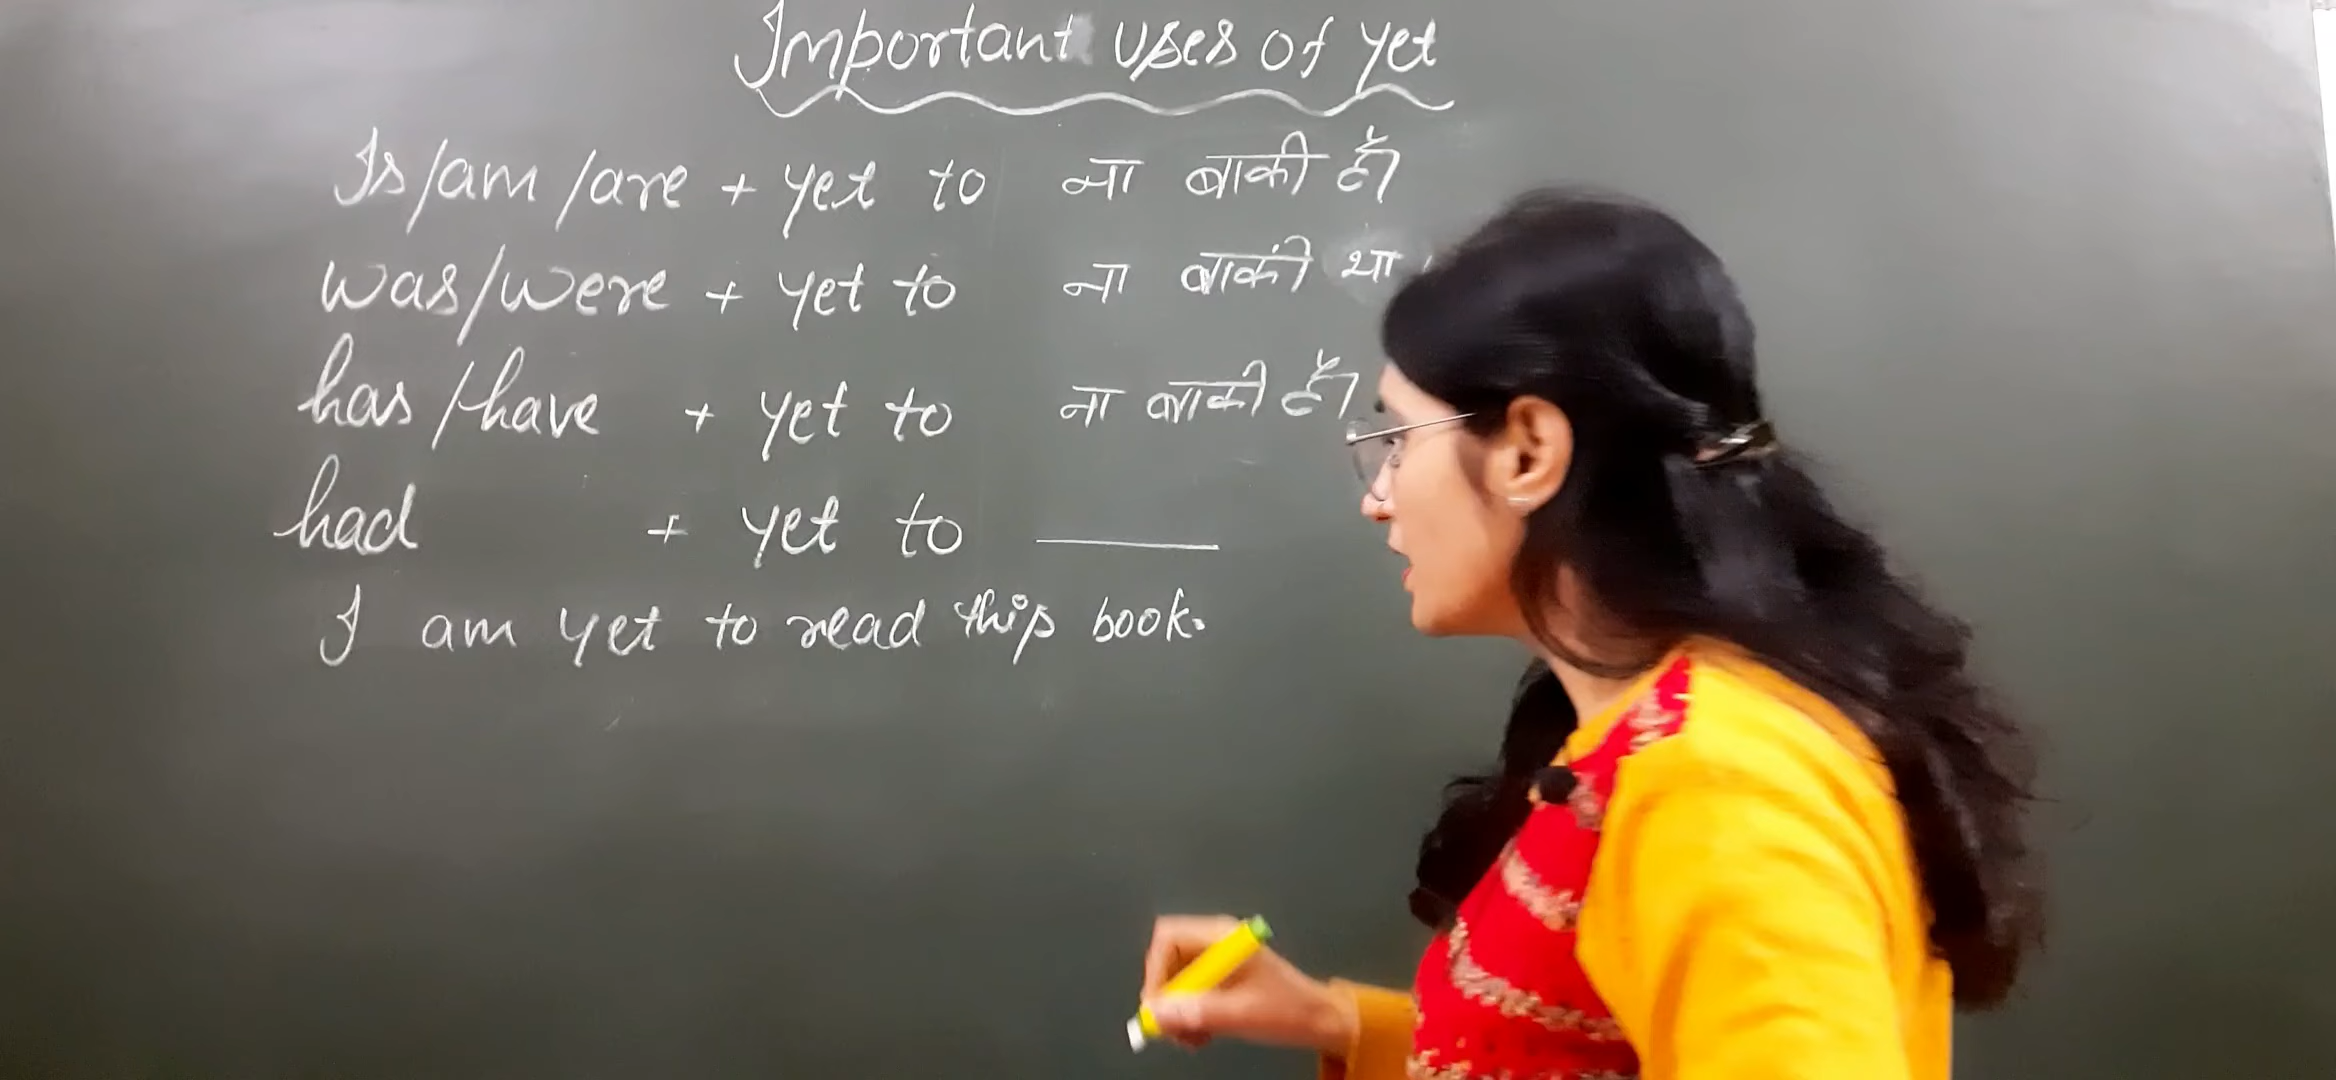 Important uses of yet
Is/am/are + yet to ना बाकी है
was/were + yet to ना बाकी था
has/have + yet to ना बाकी है
had + yet to
I am yet to read this book.